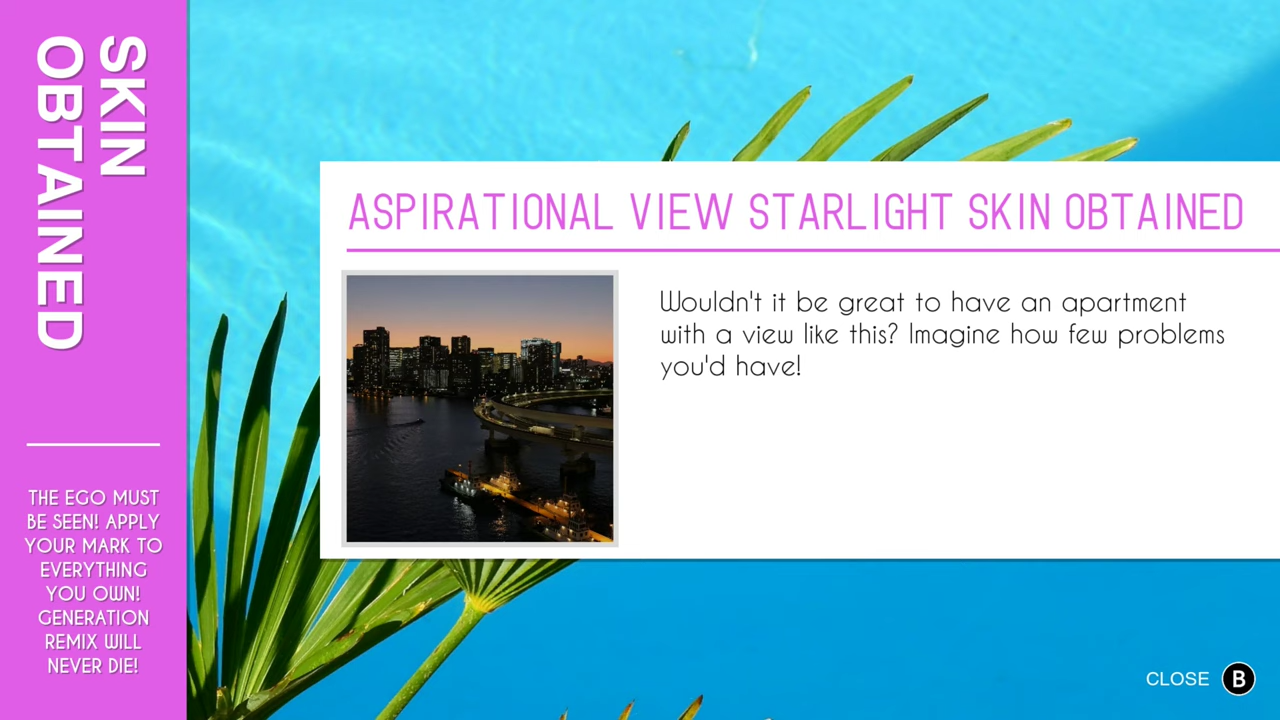 SKIN
OBTAINED
THE EGO MUST
BE SEEN! APPLY
YOUR MARK TO
EVERYTHING
YOU OWN!
GENERATION
REMIX WILL
NEVER DIE!
ASPIRATIONAL VIEW STARLIGHT SKIN OBTAINED
Wouldn't it be great to have an apartment
with a view like this? Imagine how few problems
you'd have!
CLOSE B